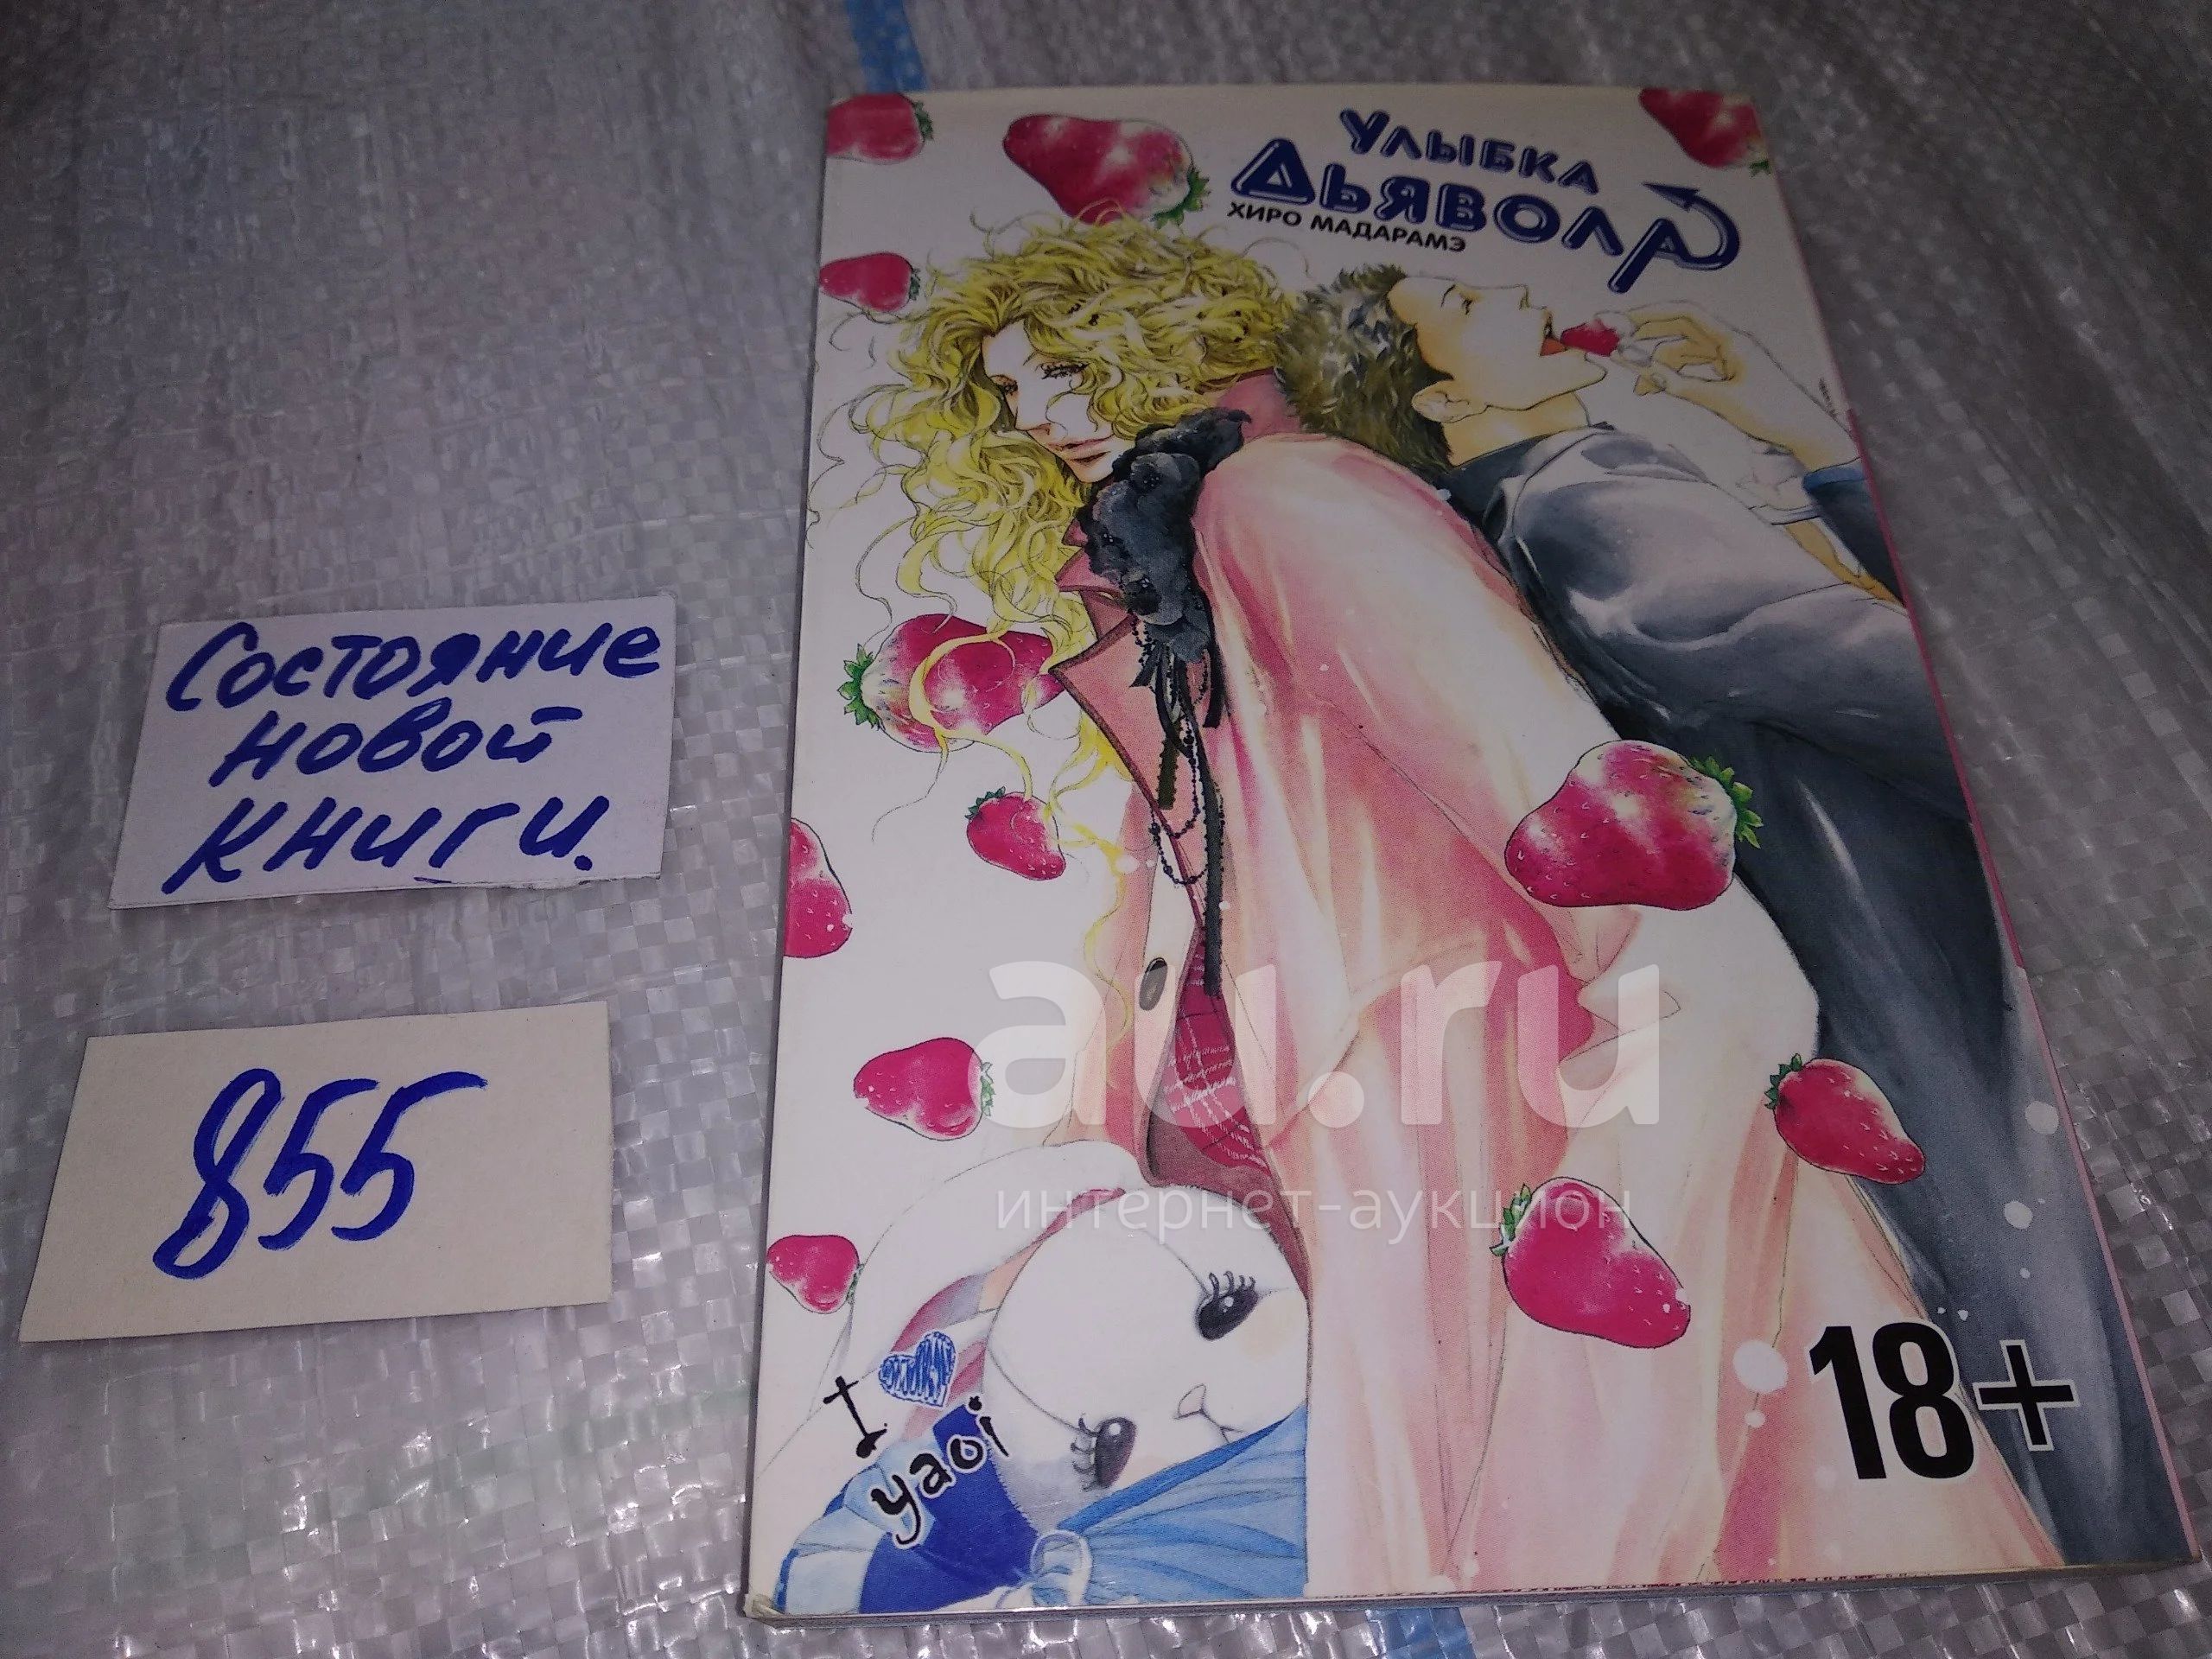 Улыбка
Дьявола
ХИРО МАДАРАМЭ
Состояние
новой
книги.
855
au.ru
интернет-аукцион
I
yaoi
18+